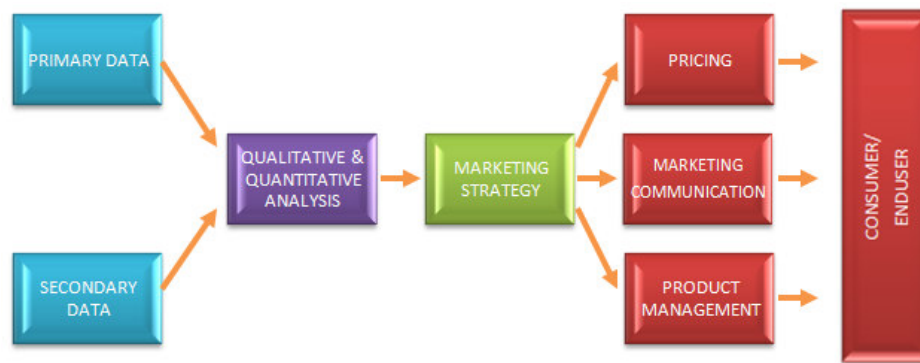 PRIMARY DATA
SECONDARY
DATA
QUALITATIVE &
QUANTITATIVE
ANALYSIS
MARKETING
STRATEGY
PRICING
MARKETING
COMMUNICATION
PRODUCT
MANAGEMENT
CONSUMER/
ENDUSER